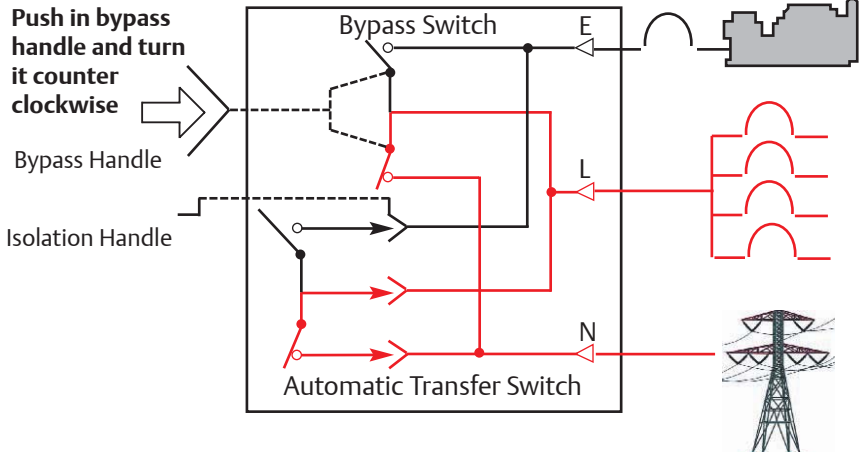 Push in bypass
handle and turn
it counter
clockwise
Bypass Handle
Isolation Handle
Bypass Switch
E
L
N
Automatic Transfer Switch